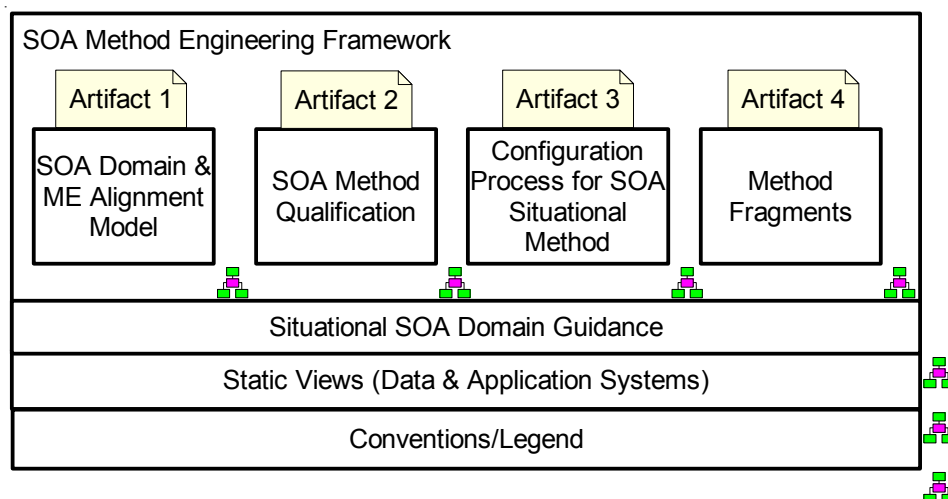 SOA Method Engineering Framework
Artifact 1
Artifact 2
Artifact 3
Artifact 4
SOA Domain &
ME Alignment
Model
SOA Method
Qualification
Configuration
Process for SOA
Situational
Method
Method
Fragments
Situational SOA Domain Guidance
Static Views (Data & Application Systems)
Conventions/Legend